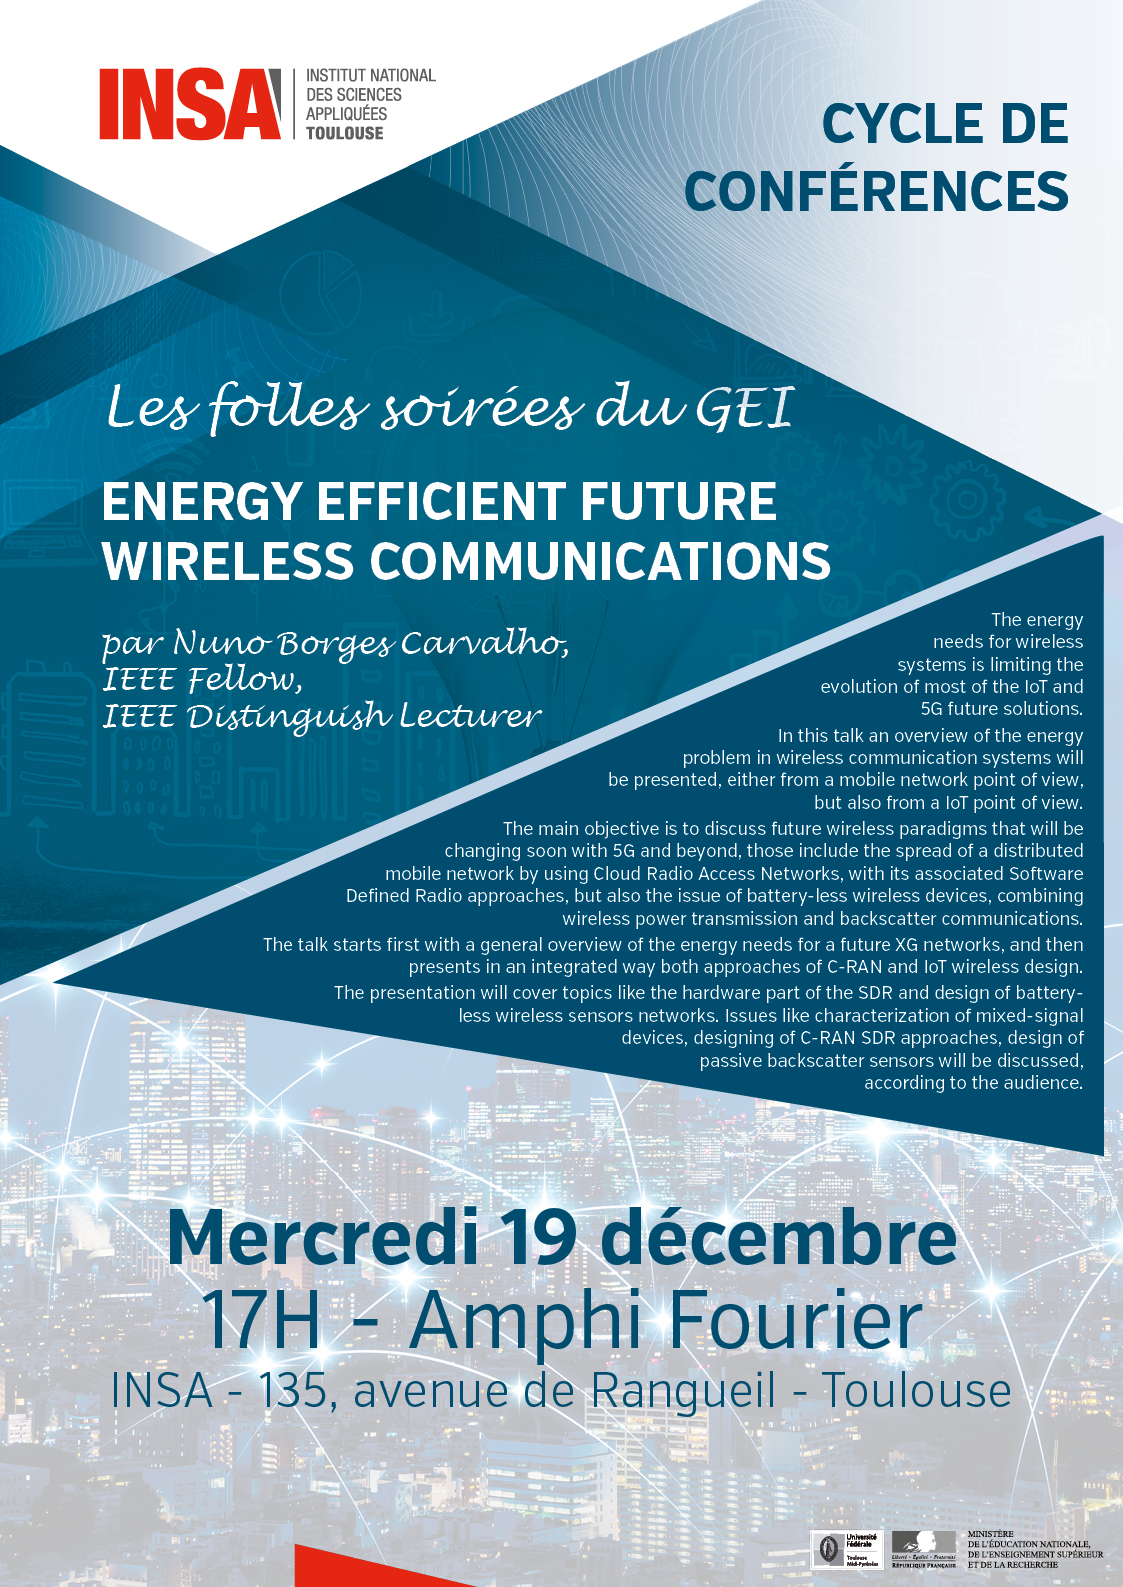 INSA
INSTITUT NATIONAL
DES SCIENCES
APPLIQUÉES
TOULOUSE
CYCLE DE
CONFÉRENCES
Les folles soirées du GEI
ENERGY EFFICIENT FUTURE
WIRELESS COMMUNICATIONS
par Nuno Borges Carvalho,
IEEE Fellow,
IEEE Distinguish Lecturer
The energy
needs for wireless
systems is limiting the
evolution of most of the IoT and
5G future solutions.
In this talk an overview of the energy
problem in wireless communication systems will
be presented, either from a mobile network point of view,
but also from a IoT point of view.
The main objective is to discuss future wireless paradigms that will be
changing soon with 5G and beyond, those include the spread of a distributed
mobile network by using Cloud Radio Access Networks, with its associated Software
Defined Radio approaches, but also the issue of battery-less wireless devices, combining
wireless power transmission and backscatter communications.
The talk starts first with a general overview of the energy needs for a future XG networks, and then
presents in an integrated way both approaches of C-RAN and IoT wireless design.
The presentation will cover topics like the hardware part of the SDR and design of battery-
less wireless sensors networks. Issues like characterization of mixed-signal
devices, designing of C-RAN SDR approaches, design of
passive backscatter sensors will be discussed,
according to the audience.
Mercredi 19 décembre
17H - Amphi Fourier
INSA - 135, avenue de Rangueil - Toulouse
Université
Fédérale
Toulouse
Midi-Pyrénées
Liberté • Égalité • Fraternité
RÉPUBLIQUE FRANÇAISE
MINISTÈRE
DE L'ÉDUCATION NATIONALE,
DE L'ENSEIGNEMENT SUPÉRIEUR
ET DE LA RECHERCHE